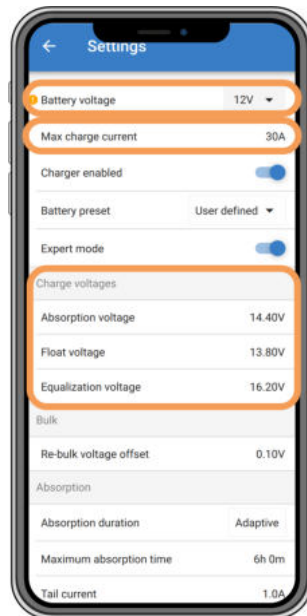 Settings
Battery voltage 12V
Max charge current 30A
Charger enabled
Battery preset User defined
Expert mode
Charge voltages
Absorption voltage 14.40V
Float voltage 13.80V
Equalization voltage 16.20V
Bulk
Re-bulk voltage offset 0.10V
Absorption
Absorption duration Adaptive
Maximum absorption time 6h 0m
Tail current 1.0A